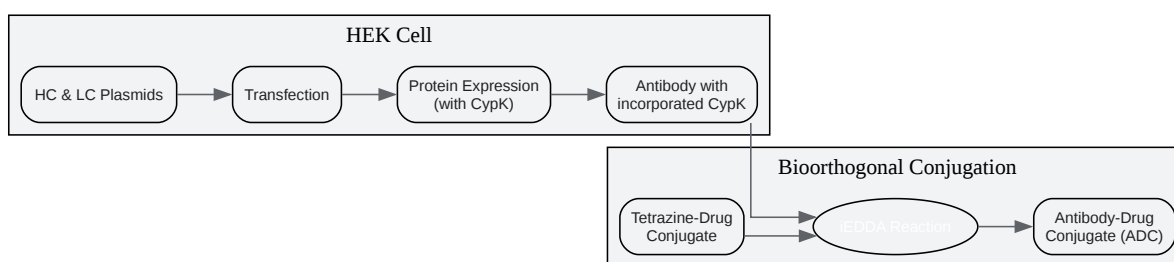 HEK Cell
HC & LC Plasmids
Transfection
Protein Expression
(with CypK)
Antibody with
incorporated CypK
Bioorthogonal Conjugation
Tetrazine-Drug
Conjugate
iEDDA Reaction
Antibody-Drug
Conjugate (ADC)